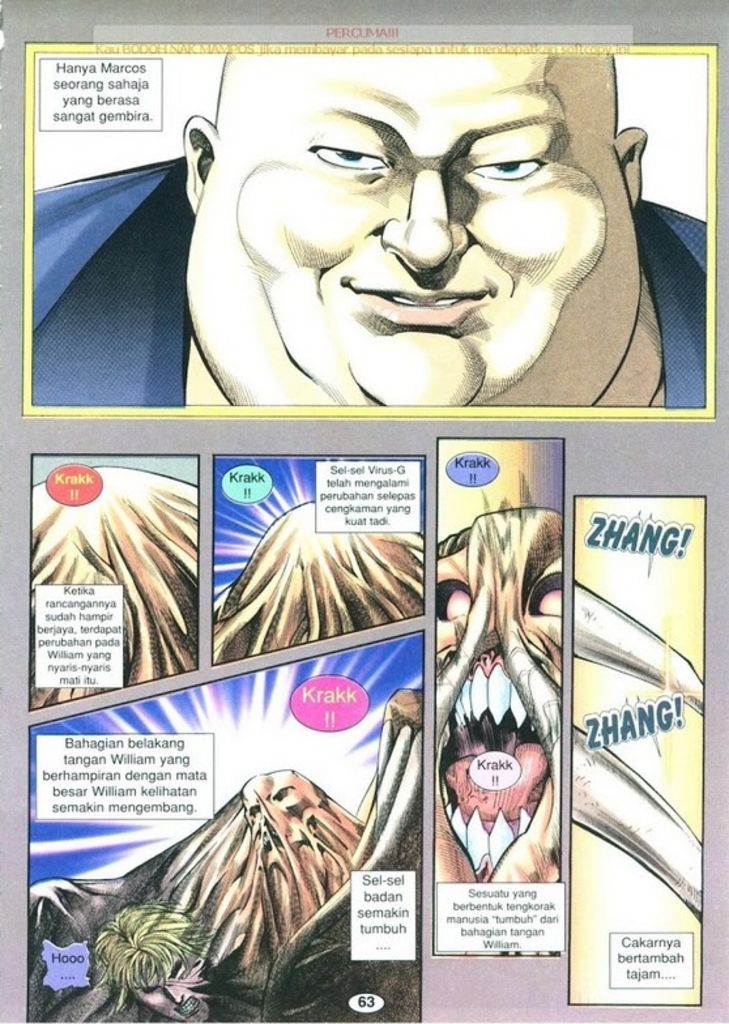 PERCUMA!!!
Kau BODOH NAK MAMPOS jika membayar pada sesiapa untuk mendapatkan softcopy ini
Hanya Marcos
seorang sahaja
yang berasa
sangat gembira.
Krakk
!!
Ketika
rancangannya
sudah hampir
berjaya, terdapat
perubahan pada
William yang
nyaris-nyaris
mati itu.
Krakk
!!
Sel-sel Virus-G
telah mengalami
perubahan selepas
cengkaman yang
kuat tadi.
Krakk
!!
Bahagian belakang
tangan William yang
berhampiran dengan mata
besar William kelihatan
semakin mengembang.
Sel-sel
badan
semakin
tumbuh
....
Hooo
....
Krakk
!!
Krakk
!!
Sesuatu yang
berbentuk tengkorak
manusia "tumbuh" dari
bahagian tangan
William.
ZHANG!
ZHANG!
Cakarnya
bertambah
tajam....
63